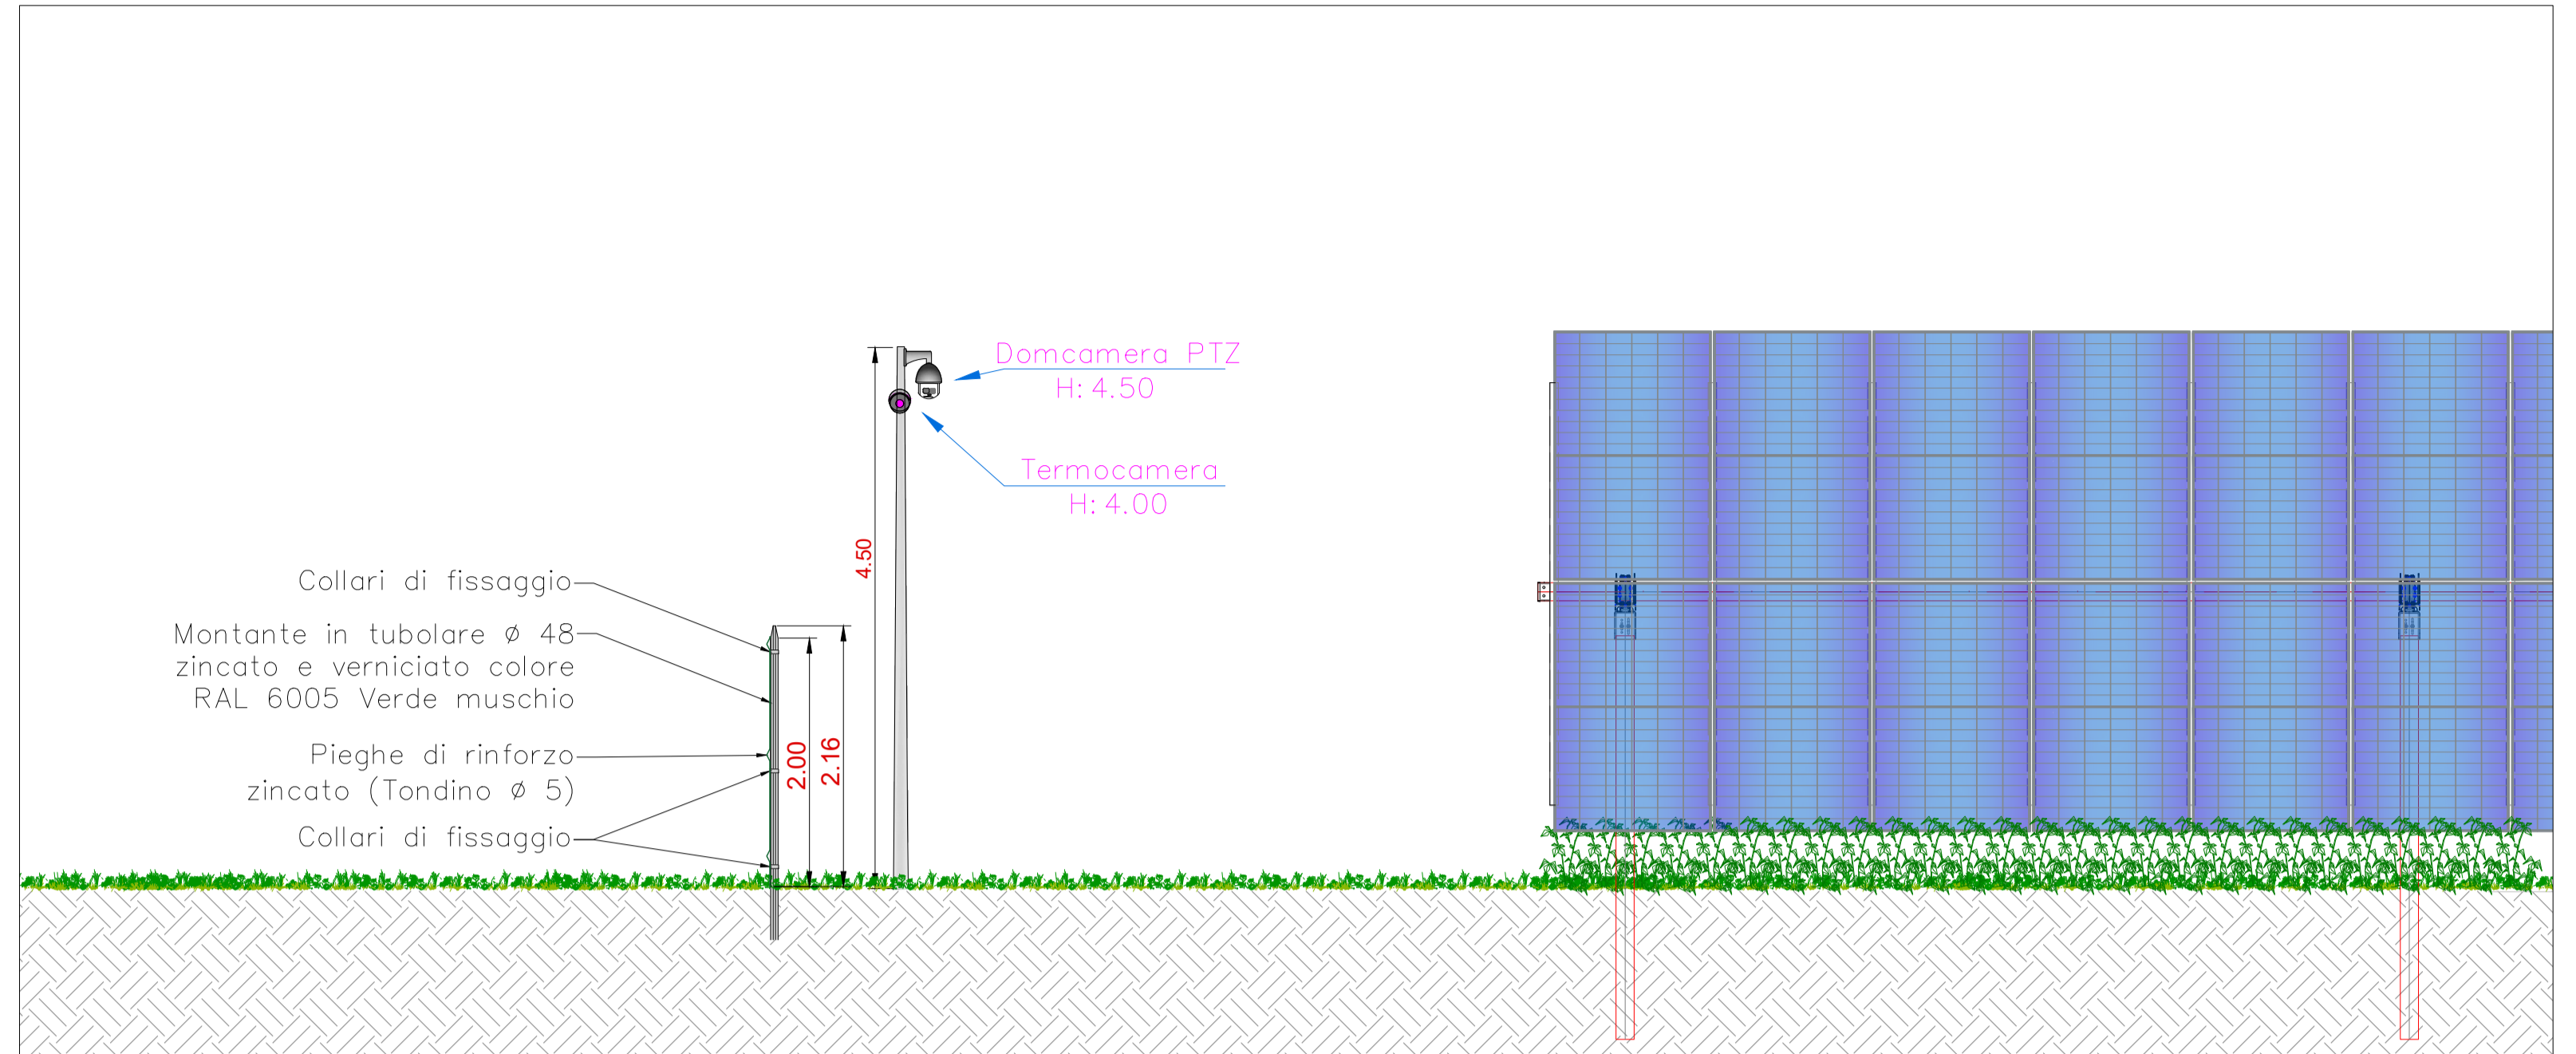 Domcamera PTZ
H: 4.50
Termocamera
H: 4.00
4.50
Collari di fissaggio
Montante in tubolare ø 48
zincato e verniciato colore
RAL 6005 Verde muschio
2.00
2.16
Pieghe di rinforzo
zincato (Tondino ø 5)
Collari di fissaggio